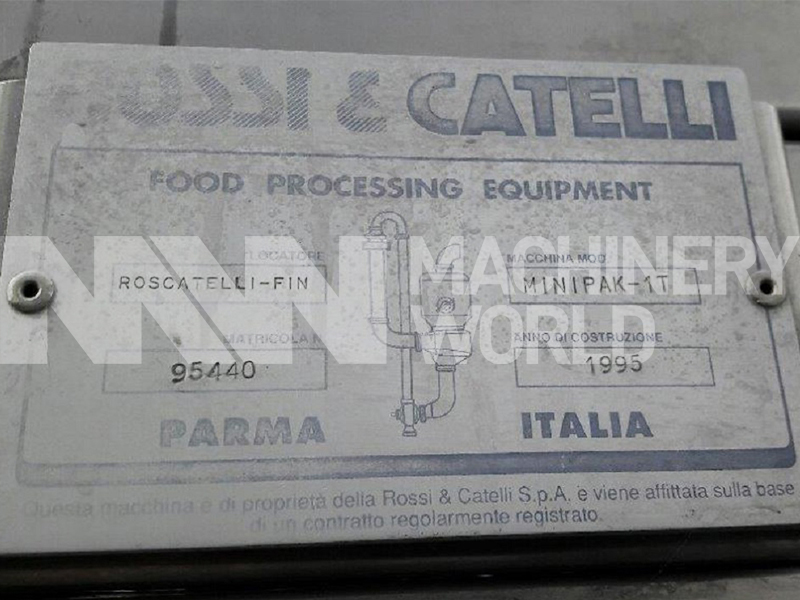 ROSSI & CATELLI
FOOD PROCESSING EQUIPMENT
LOCATORE
ROSCATELLI-FIN
MACCHINA MOD
MINIPAK-1T
MATRICOLA N
95440
ANNO DI COSTRUZIONE
1995
PARMA
ITALIA
Questa macchina e di proprietà della Rossi & Catelli S.p.A. e viene affittata sulla base
di un contratto regolarmente registrato.
MACHINERY
WORLD